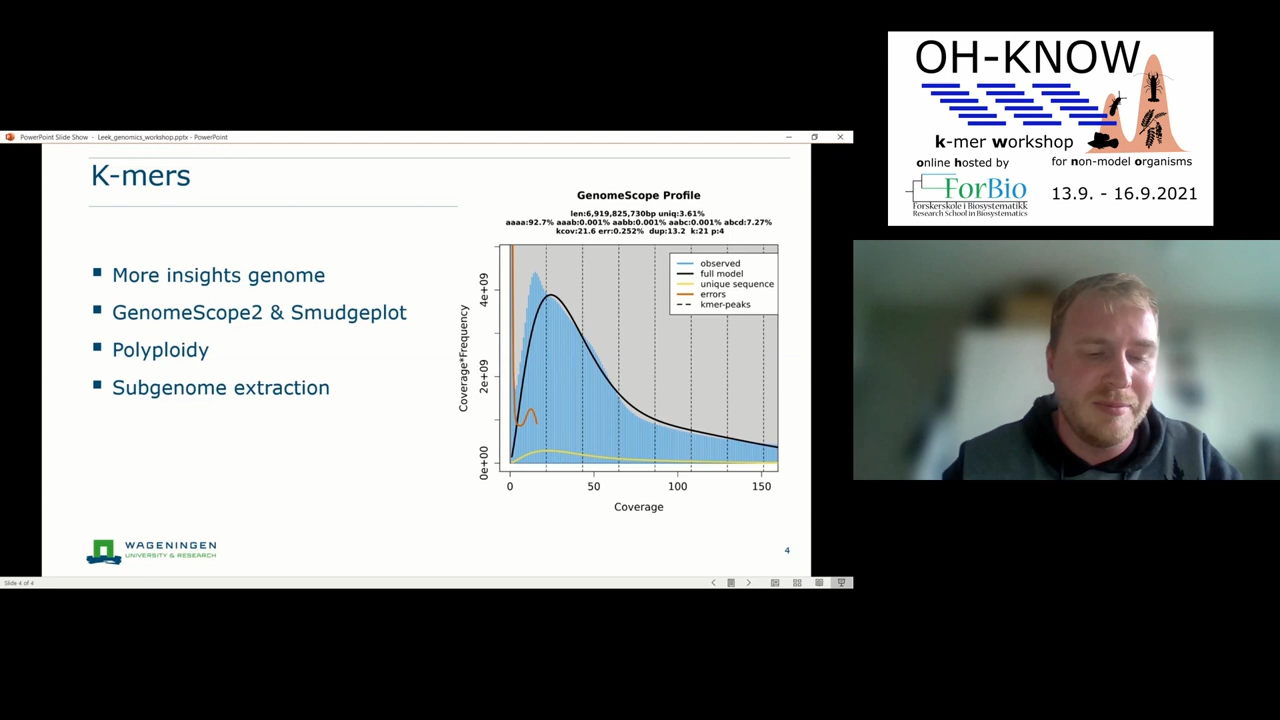 PowerPoint Slide Show - Leek_genomics_workshop.pptx - PowerPoint
K-mers
More insights genome
GenomeScope2 & Smudgeplot
Polyploidy
Subgenome extraction
GenomeScope Profile
len:6,919,825,730bp uniq:3.61%
aaaa:92.7% aaab:0.001% aabb:0.001% aabc:0.001% abcd:7.27%
kcov:21.6 err:0.252% dup:13.2 k:21 p:4
observed
full model
unique sequence
errors
kmer-peaks
Coverage*Frequency
4e+09
2e+09
0e+00
0 50 100 150
Coverage
WAGENINGEN
UNIVERSITY & RESEARCH
4
Slide 4 of 4
OH-KNOW
k-mer workshop
online hosted by
for non-model organisms
ForBio
Forskerskole i Biosystematikk
Research School in Biosystematics
13.9. - 16.9.2021